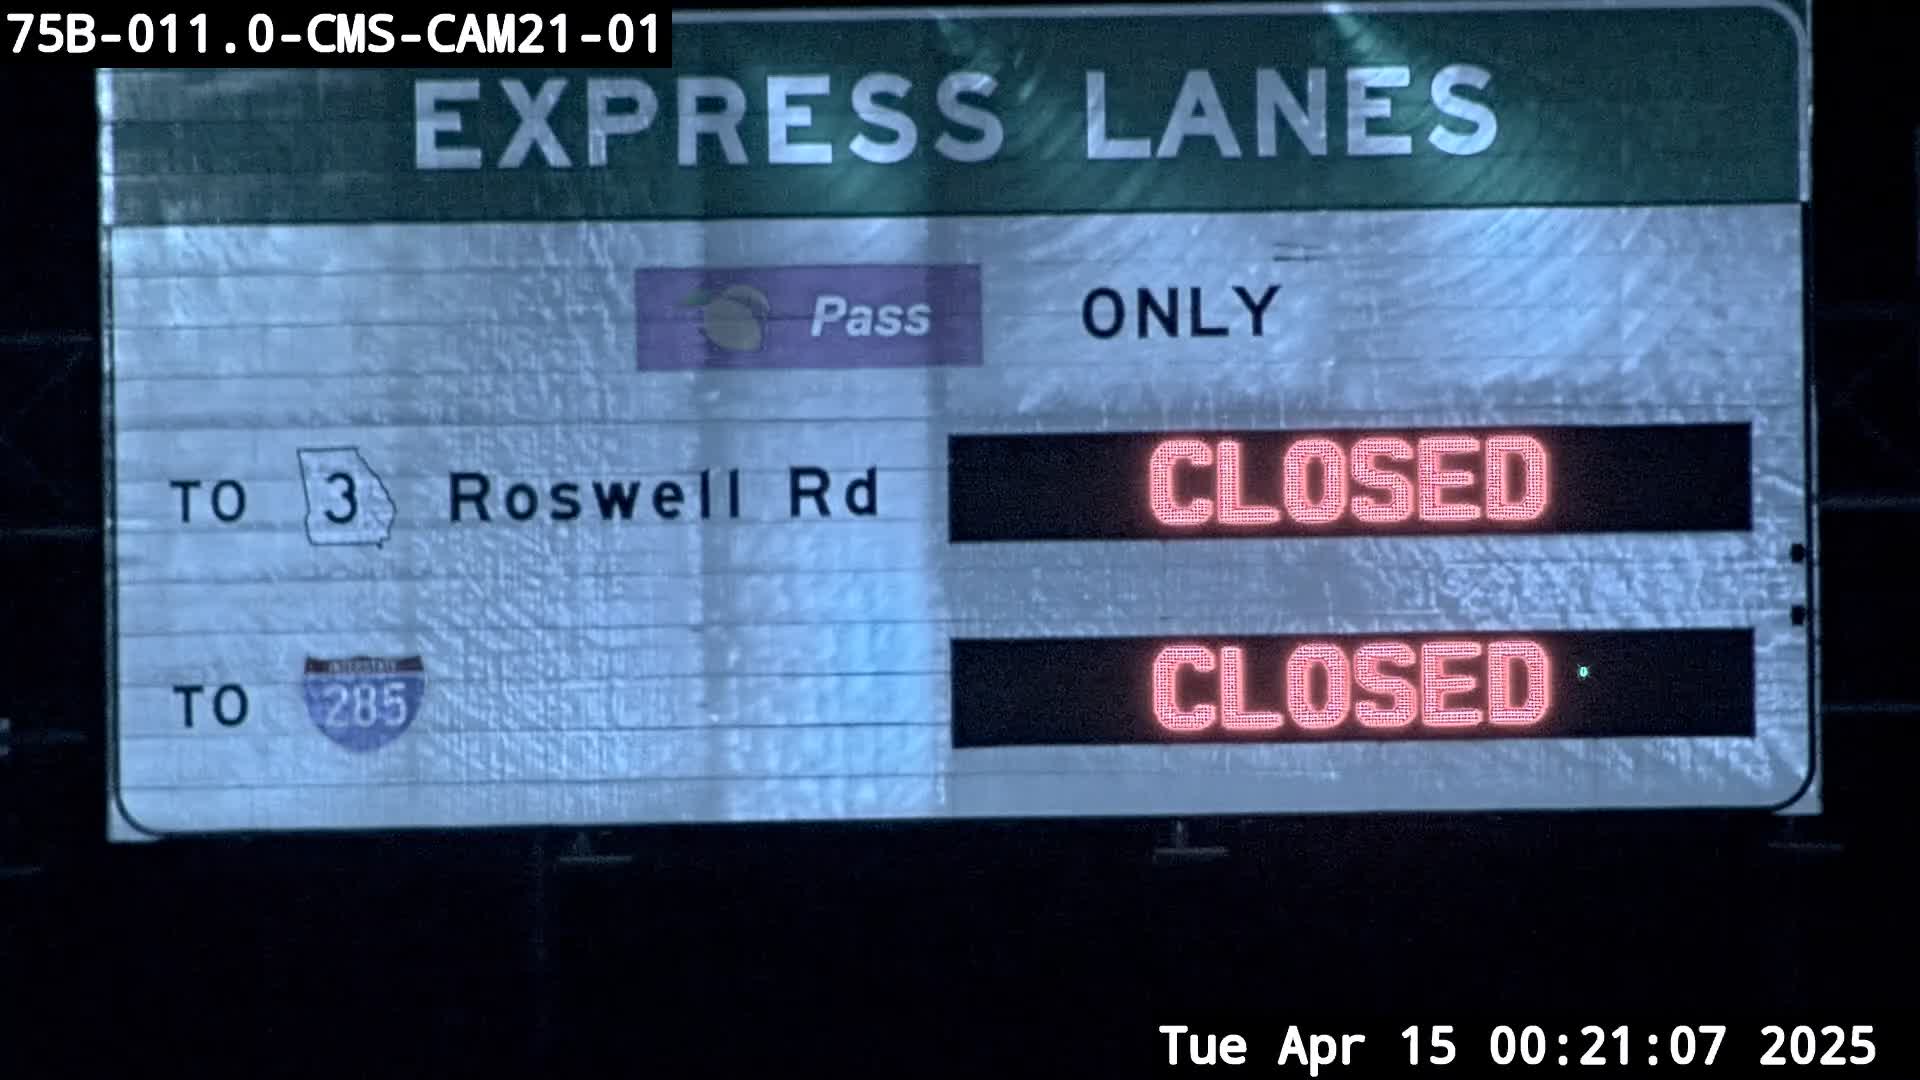 75B-011.0-CMS-CAM21-01
EXPRESS LANES
Pass ONLY
TO 3 Roswell Rd CLOSED
INTERSTATE
TO 285 CLOSED
Tue Apr 15 00:21:07 2025